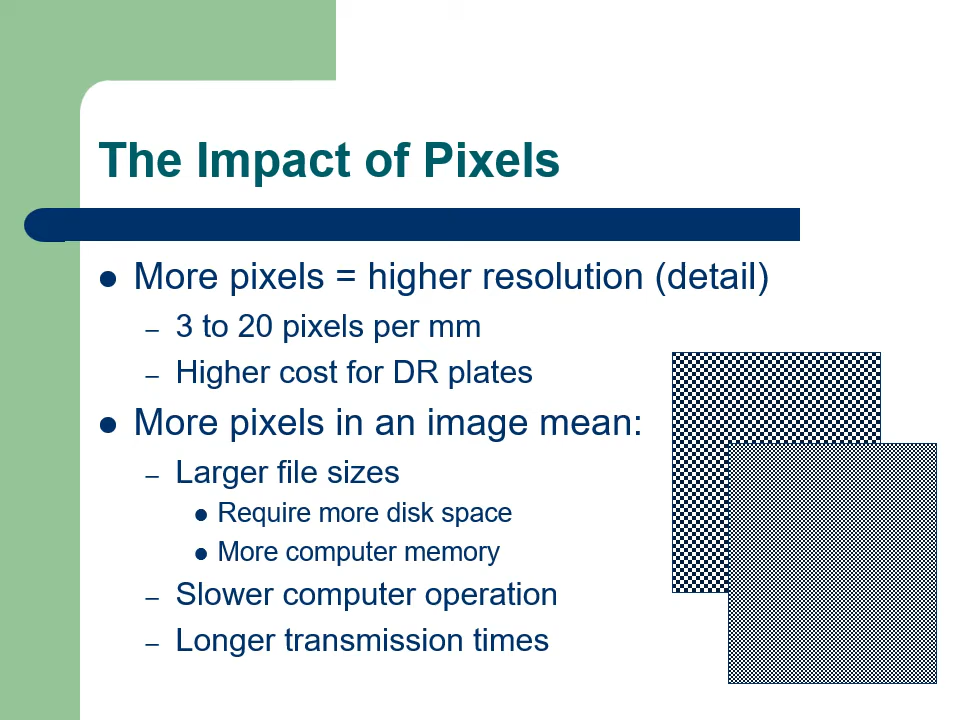 The Impact of Pixels
● More pixels = higher resolution (detail)
– 3 to 20 pixels per mm
– Higher cost for DR plates
● More pixels in an image mean:
– Larger file sizes
● Require more disk space
● More computer memory
– Slower computer operation
– Longer transmission times